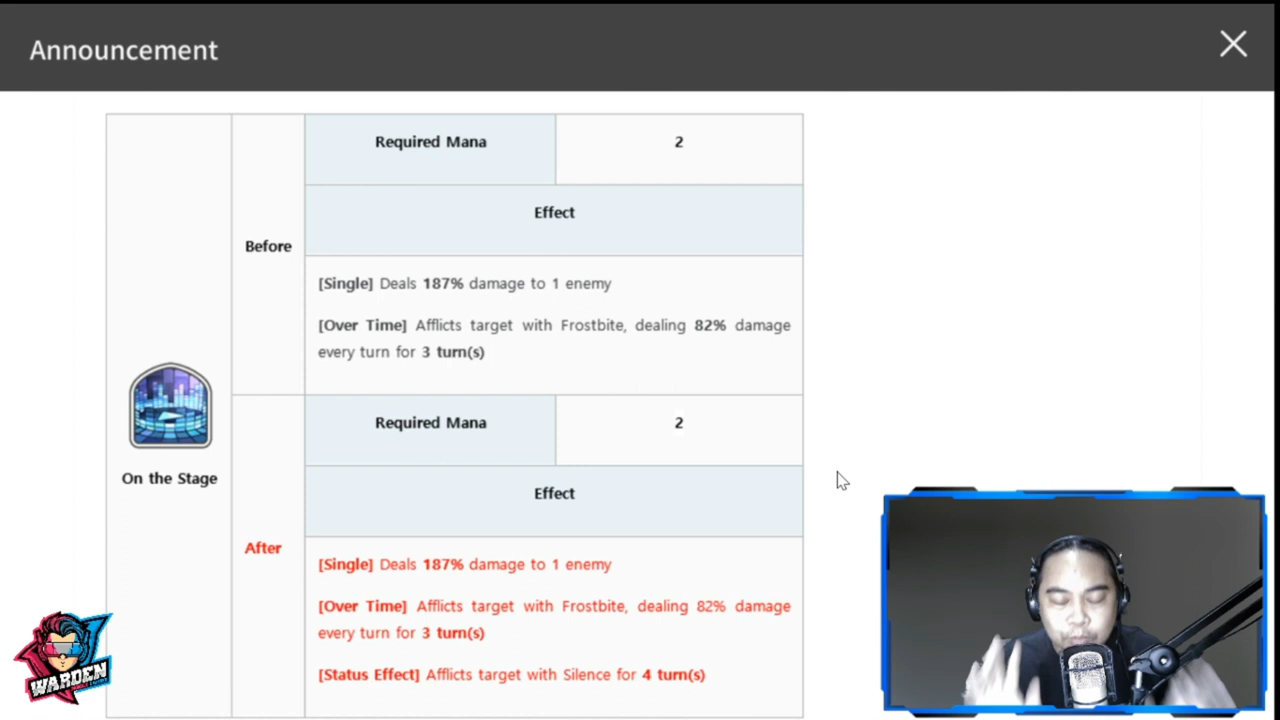 Announcement
Required Mana
2
Effect
Before
[Single] Deals 187% damage to 1 enemy
[Over Time] Afflicts target with Frostbite, dealing 82% damage
every turn for 3 turn(s)
On the Stage
Required Mana
2
Effect
After
[Single] Deals 187% damage to 1 enemy
[Over Time] Afflicts target with Frostbite, dealing 82% damage
every turn for 3 turn(s)
[Status Effect] Afflicts target with Silence for 4 turn(s)
WARDEN